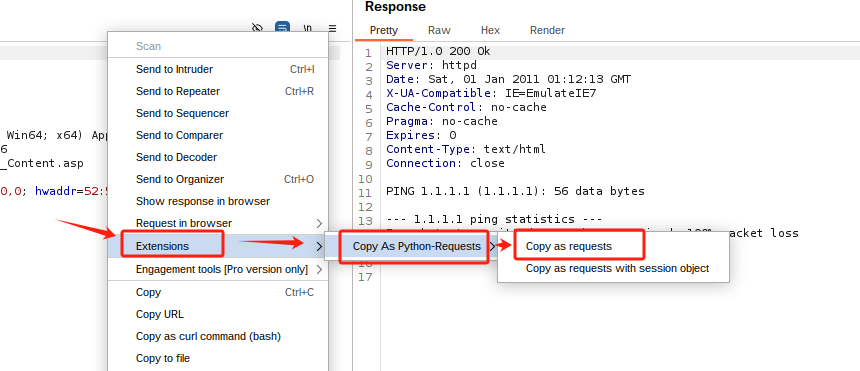 Response
Pretty
Raw
Hex
Render
\n
Win64; x64) App
6
_Content.asp
0,0; hwaddr=52:5
Scan
Send to Intruder Ctrl+I
Send to Repeater Ctrl+R
Send to Sequencer
Send to Comparer
Send to Decoder
Send to Organizer Ctrl+O
Show response in browser
Request in browser
Extensions
Engagement tools [Pro version only]
Copy Ctrl+C
Copy URL
Copy as curl command (bash)
Copy to file
Copy As Python-Requests
Copy as requests
Copy as requests with session object
1 HTTP/1.0 200 Ok
2 Server: httpd
3 Date: Sat, 01 Jan 2011 01:12:13 GMT
4 X-UA-Compatible: IE=EmulateIE7
5 Cache-Control: no-cache
6 Pragma: no-cache
7 Expires: 0
8 Content-Type: text/html
9 Connection: close
10
11 PING 1.1.1.1 (1.1.1.1): 56 data bytes
12
13 --- 1.1.1.1 ping statistics ---
packet loss
17